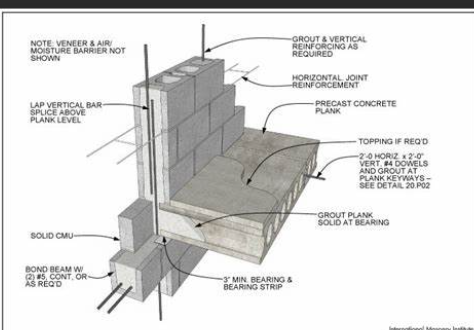 NOTE: VENEER & AIR/
MOISTURE BARRIER NOT
SHOWN
GROUT & VERTICAL
REINFORCING AS
REQUIRED
HORIZONTAL JOINT
REINFORCEMENT
LAP VERTICAL BAR
SPLICE ABOVE
PLANK LEVEL
PRECAST CONCRETE
PLANK
TOPPING IF REQ'D
2'-0 HORIZ. x 2'-0"
VERT. #4 DOWELS
AND GROUT AT
PLANK KEYWAYS –
SEE DETAIL 20.P02
GROUT PLANK
SOLID AT BEARING
SOLID CMU
BOND BEAM W/
(2) #5, CONT, OR
AS REQ'D
3" MIN. BEARING &
BEARING STRIP
International Masonry Institute